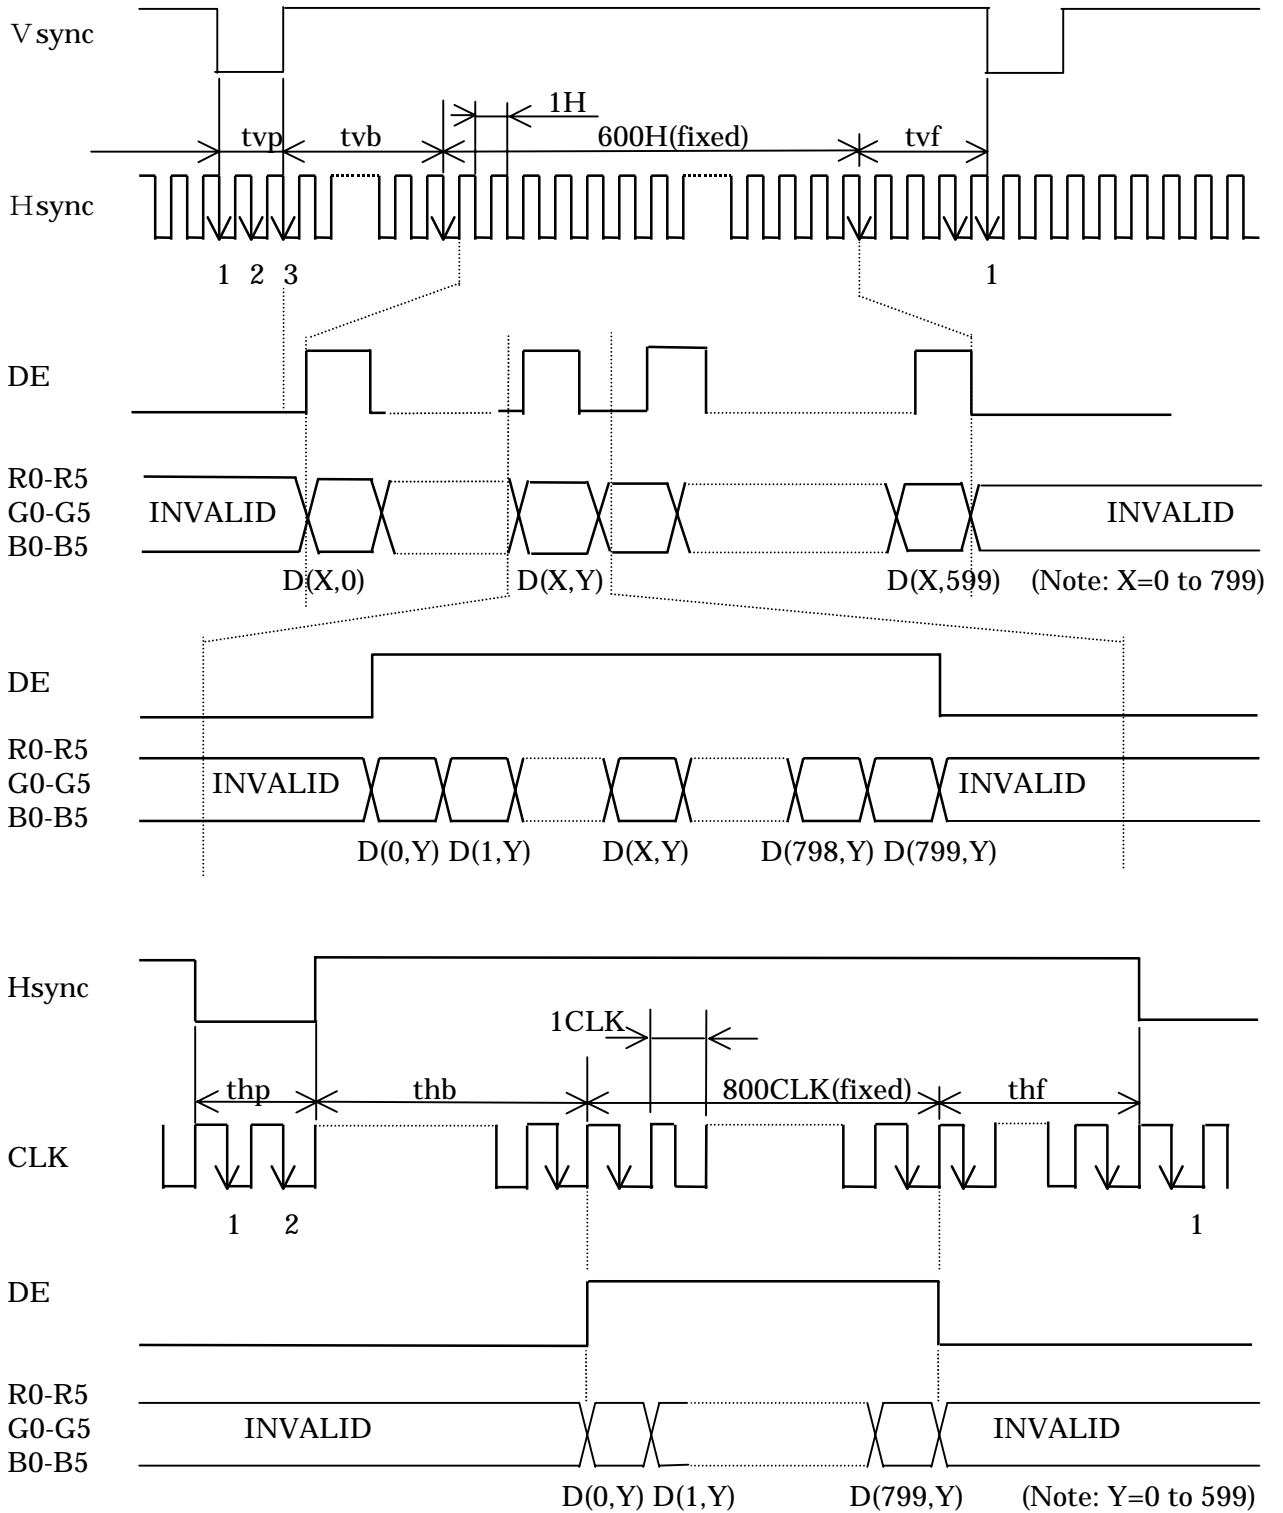 Vsync
1H
tvp tvb 600H(fixed) tvf
Hsync
1 2 3 1
DE
R0-R5
G0-G5 INVALID INVALID
B0-B5
D(X,0) D(X,Y) D(X,599) (Note: X=0 to 799)
DE
R0-R5
G0-G5 INVALID INVALID
B0-B5
D(0,Y) D(1,Y) D(X,Y) D(798,Y) D(799,Y)
Hsync
1CLK
thp thb 800CLK(fixed) thf
CLK
1 2 1
DE
R0-R5
G0-G5 INVALID INVALID
B0-B5
D(0,Y) D(1,Y) D(799,Y) (Note: Y=0 to 599)